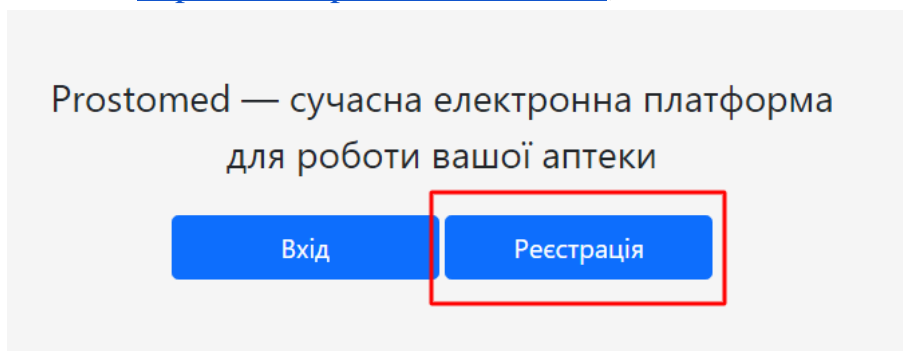 Prostomed — сучасна електронна платформа
для роботи вашої аптеки
Вхід
Реєстрація